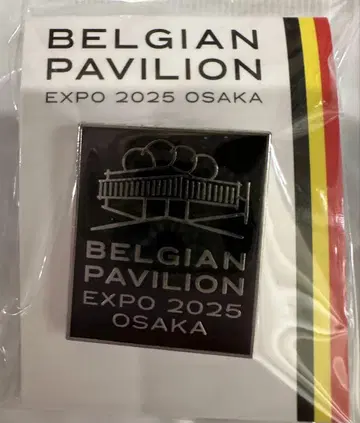 BELGIAN
PAVILION
EXPO 2025 OSAKA
BELGIAN
PAVILION
EXPO 2025
OSAKA